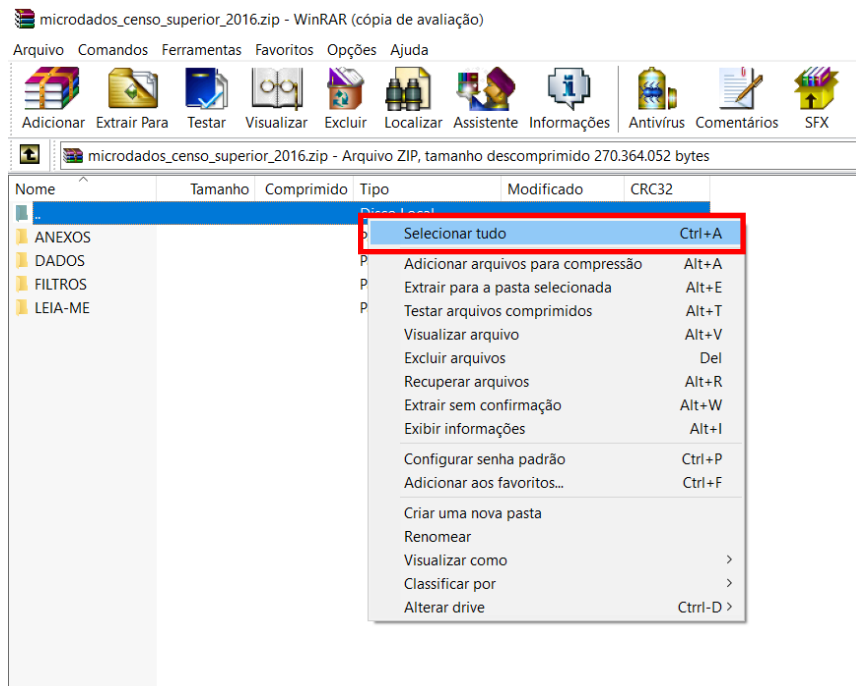 microdados_censo_superior_2016.zip - WinRAR (cópia de avaliação)
Arquivo Comandos Ferramentas Favoritos Opções Ajuda
Adicionar Extrair Para Testar Visualizar Excluir Localizar Assistente Informações Antivírus Comentários SFX
microdados_censo_superior_2016.zip - Arquivo ZIP, tamanho descomprimido 270.364.052 bytes
Nome Tamanho Comprimido Tipo Modificado CRC32
.. Disco Local
Selecionar tudo Ctrl+A
ANEXOS P
Adicionar arquivos para compressão Alt+A
DADOS P
Extrair para a pasta selecionada Alt+E
FILTROS P
Testar arquivos comprimidos Alt+T
LEIA-ME P
Visualizar arquivo Alt+V
Excluir arquivos Del
Recuperar arquivos Alt+R
Extrair sem confirmação Alt+W
Exibir informações Alt+I
Configurar senha padrão Ctrl+P
Adicionar aos favoritos... Ctrl+F
Criar uma nova pasta
Renomear
Visualizar como >
Classificar por >
Alterar drive Ctrrl-D >